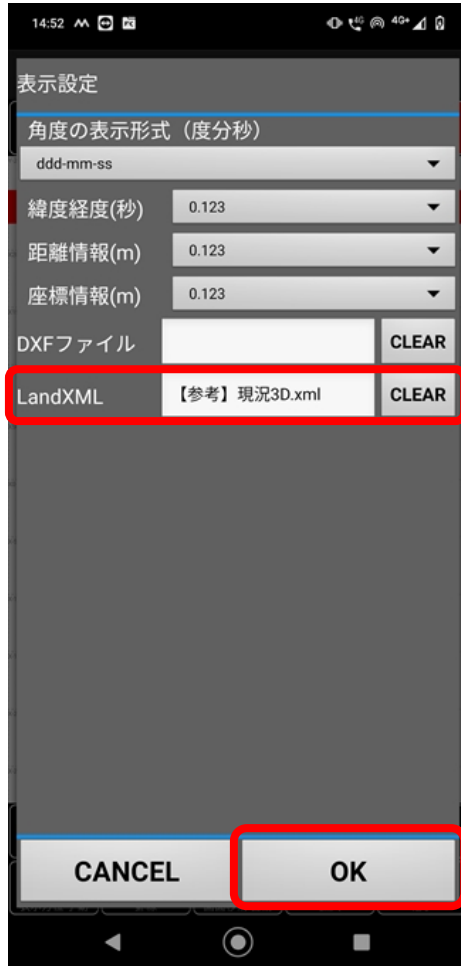 14:52 4G 4G+
表示設定
角度の表示形式（度分秒）
ddd-mm-ss
緯度経度(秒) 0.123
距離情報(m) 0.123
座標情報(m) 0.123
DXFファイル CLEAR
LandXML 【参考】現況3D.xml CLEAR
CANCEL OK